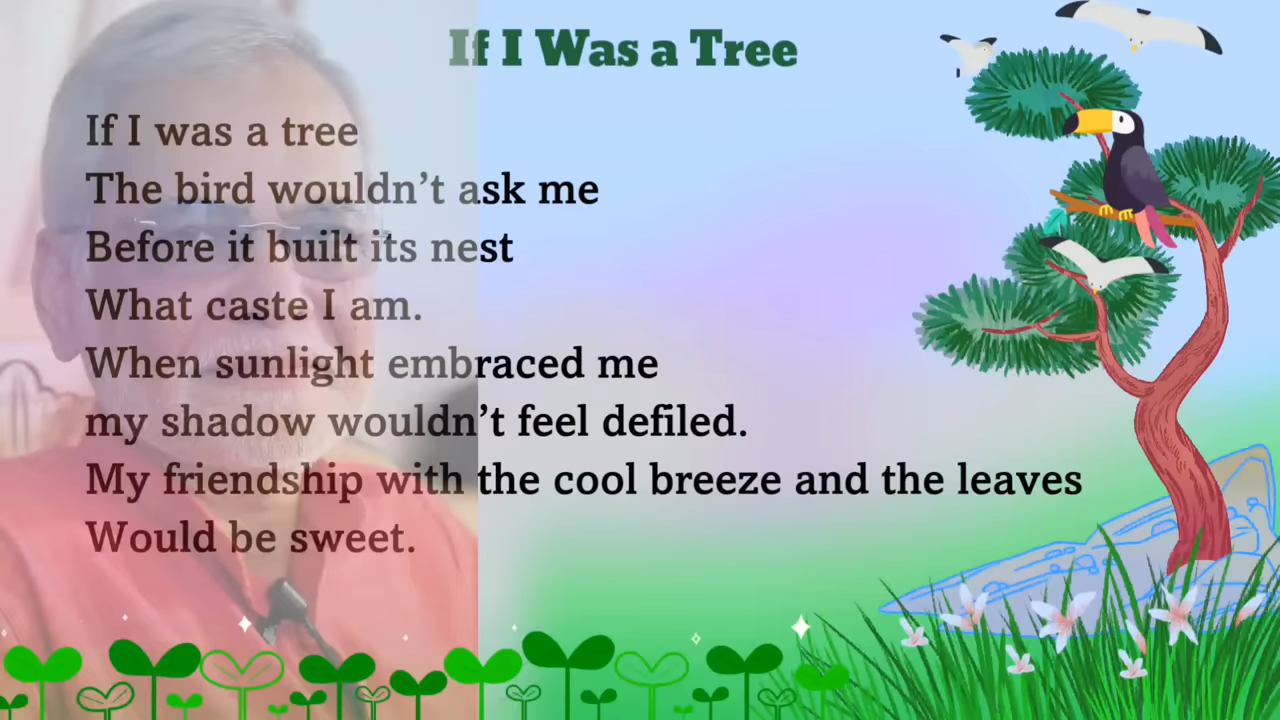 If I Was a Tree
If I was a tree
The bird wouldn’t ask me
Before it built its nest
What caste I am.
When sunlight embraced me
my shadow wouldn’t feel defiled.
My friendship with the cool breeze and the leaves
Would be sweet.